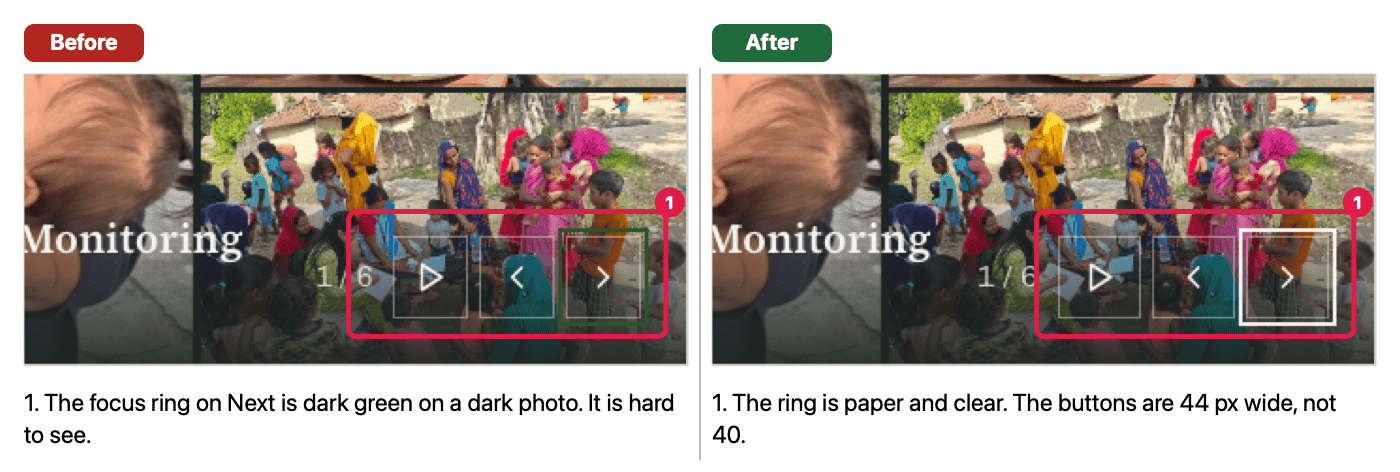 Before
After
Monitoring
1 / 6
1
Monitoring
1 / 6
1
1. The focus ring on Next is dark green on a dark photo. It is hard
to see.
1. The ring is paper and clear. The buttons are 44 px wide, not
40.